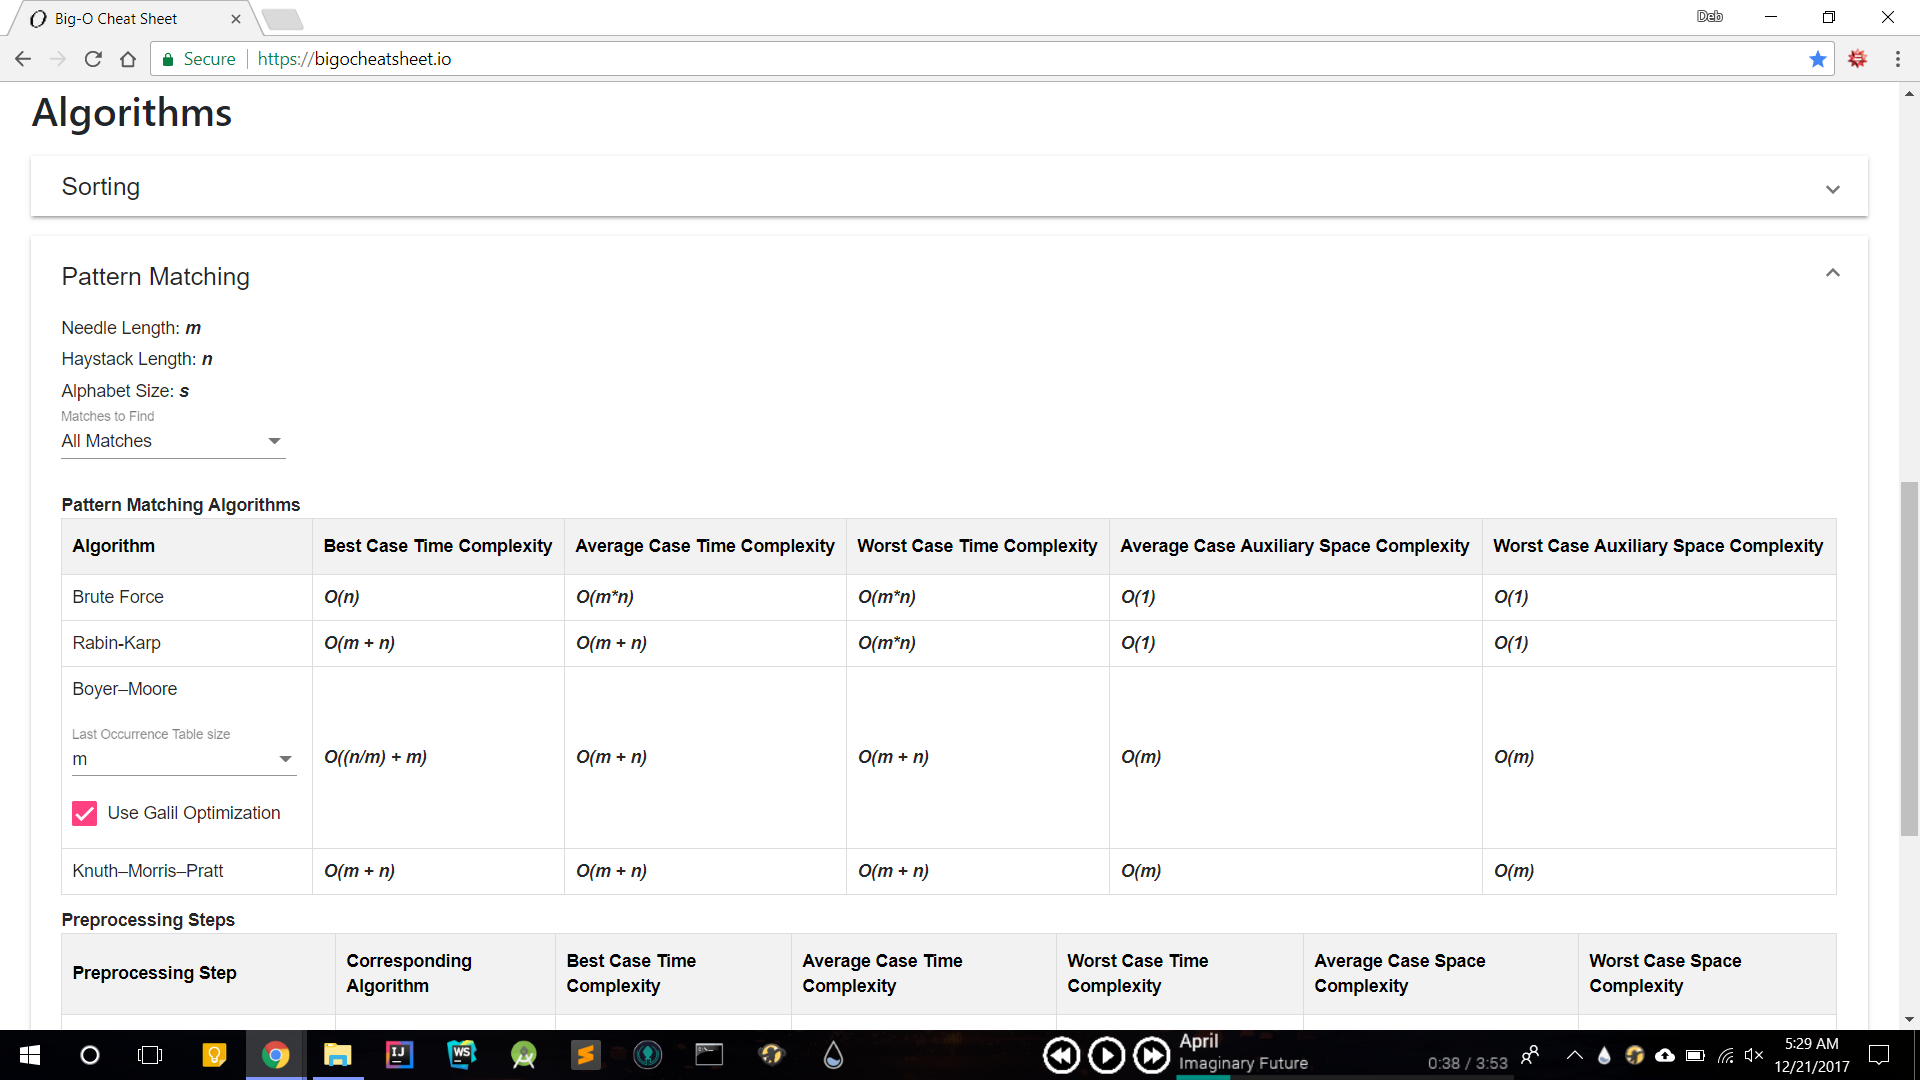 Big-O Cheat Sheet
Deb
Secure
https://bigocheatsheet.io
Algorithms
Sorting
Pattern Matching
Needle Length: m
Haystack Length: n
Alphabet Size: s
Matches to Find
All Matches
Pattern Matching Algorithms
Algorithm Best Case Time Complexity Average Case Time Complexity Worst Case Time Complexity Average Case Auxiliary Space Complexity Worst Case Auxiliary Space Complexity
Brute Force O(n) O(m*n) O(m*n) O(1) O(1)
Rabin-Karp O(m + n) O(m + n) O(m*n) O(1) O(1)
Boyer–Moore
Last Occurrence Table size
m O((n/m) + m) O(m + n) O(m + n) O(m) O(m)
Use Galil Optimization
Knuth–Morris–Pratt O(m + n) O(m + n) O(m + n) O(m) O(m)
Preprocessing Steps
Preprocessing Step Corresponding Algorithm Best Case Time Complexity Average Case Time Complexity Worst Case Time Complexity Average Case Space Complexity Worst Case Space Complexity
IJ
WS
April
Imaginary Future
0:38 / 3:53
5:29 AM
12/21/2017